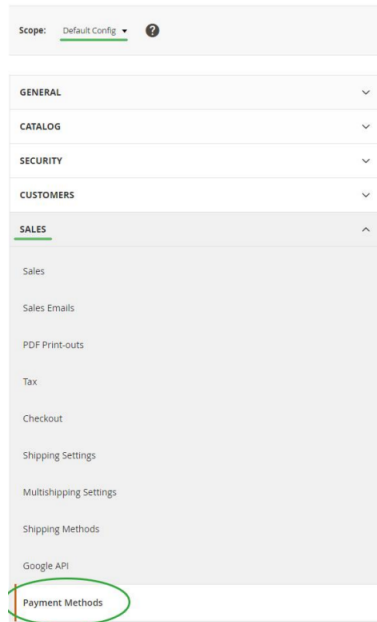 Scope: Default Config ?
GENERAL
CATALOG
SECURITY
CUSTOMERS
SALES
Sales
Sales Emails
PDF Print-outs
Tax
Checkout
Shipping Settings
Multishipping Settings
Shipping Methods
Google API
Payment Methods